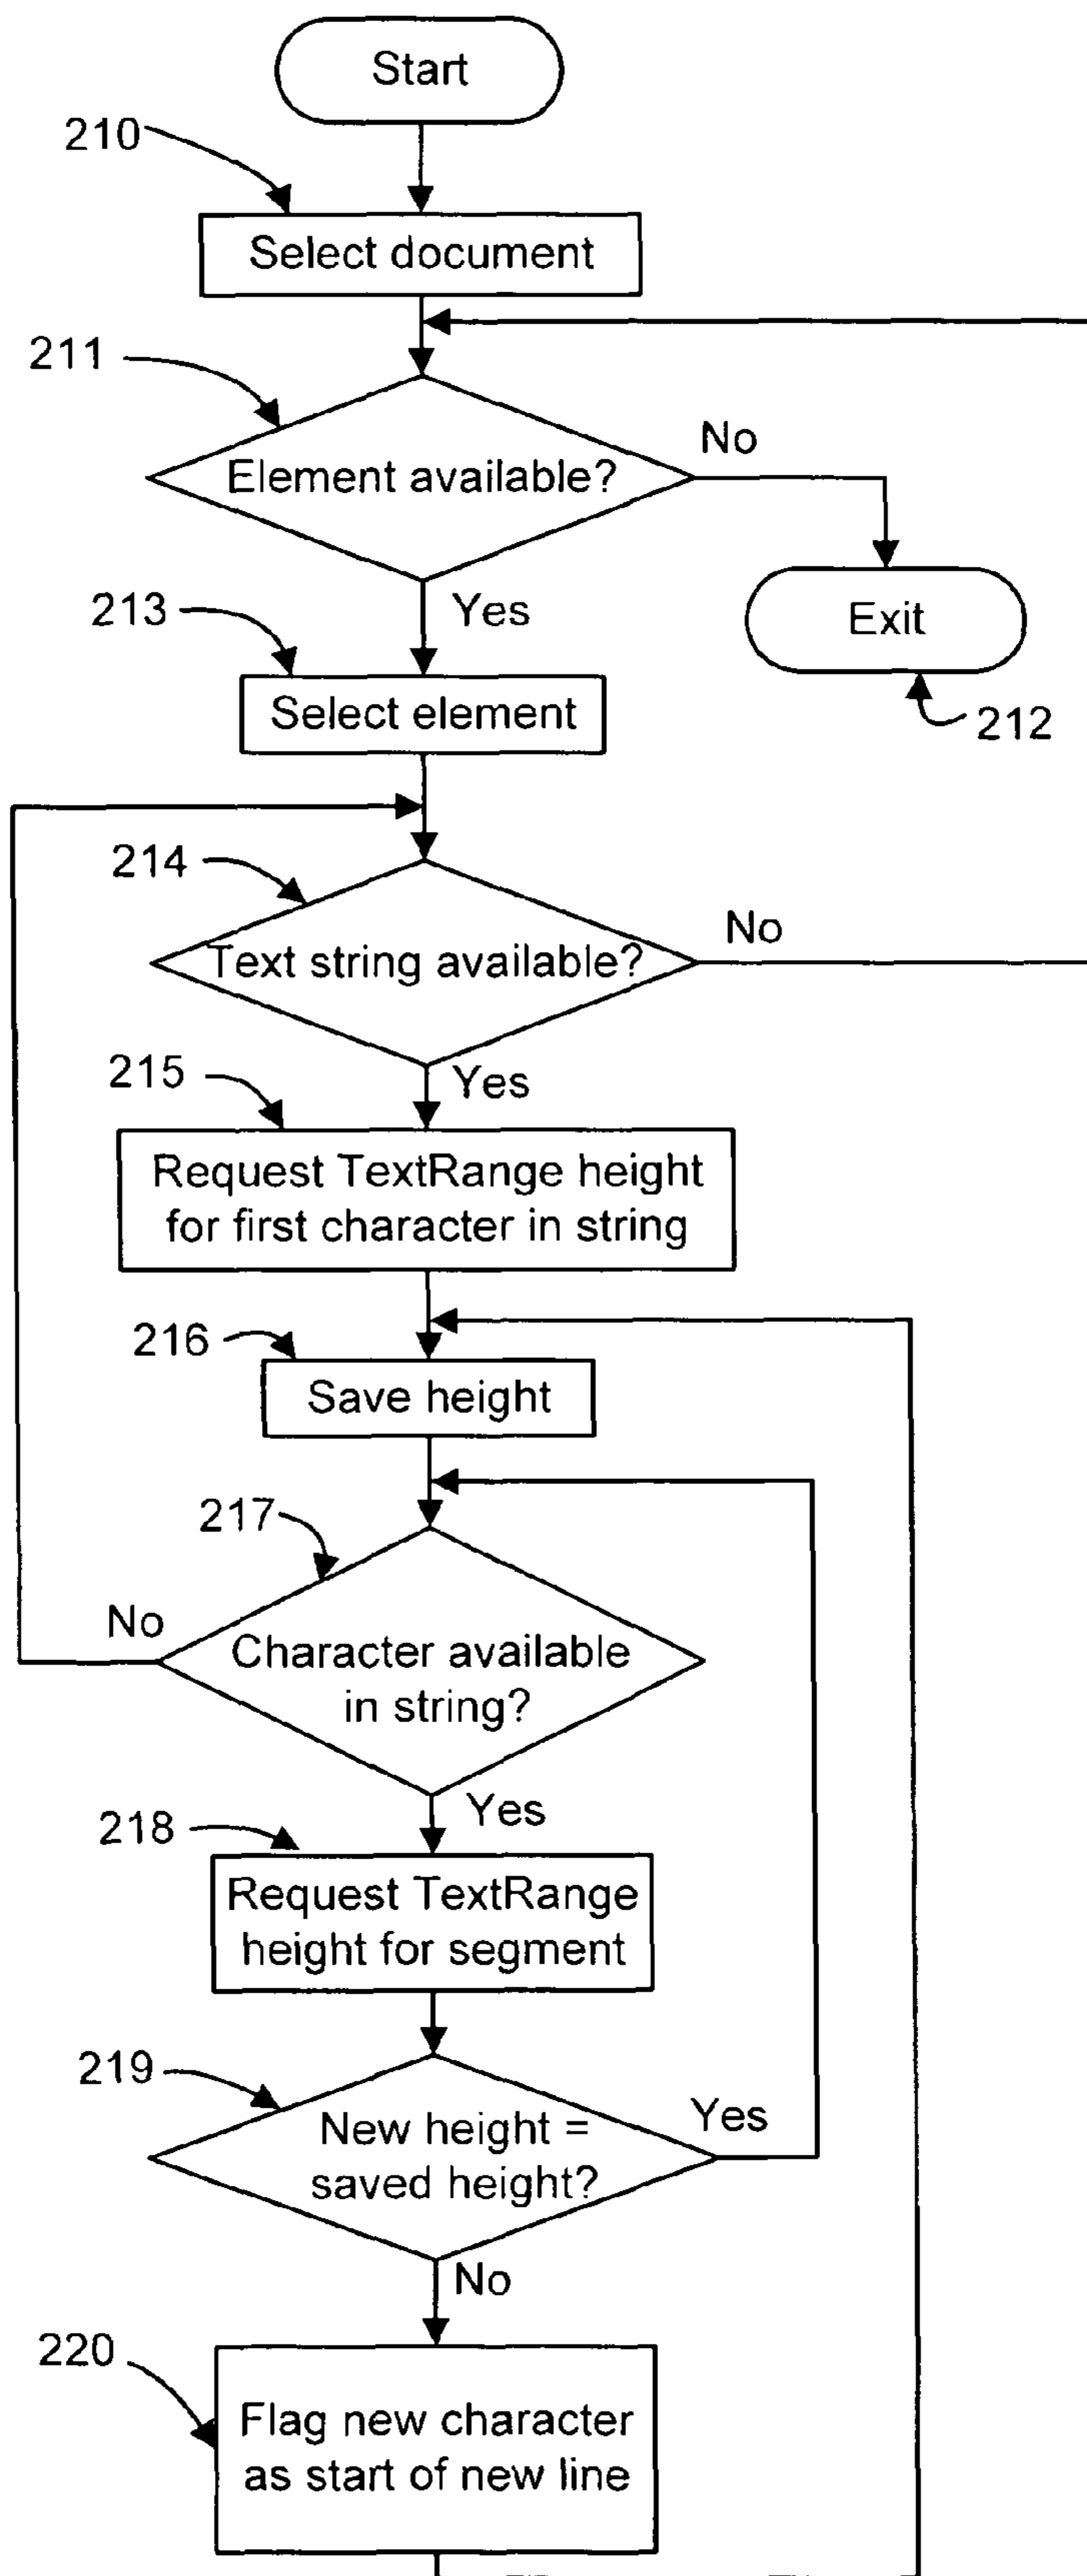 Start
210
Select document
211
Element available?
No
Exit
212
Yes
213
Select element
214
Text string available?
No
Yes
215
Request TextRange height
for first character in string
216
Save height
217
No
Character available
in string?
Yes
218
Request TextRange
height for segment
219
New height =
saved height?
Yes
No
220
Flag new character
as start of new line